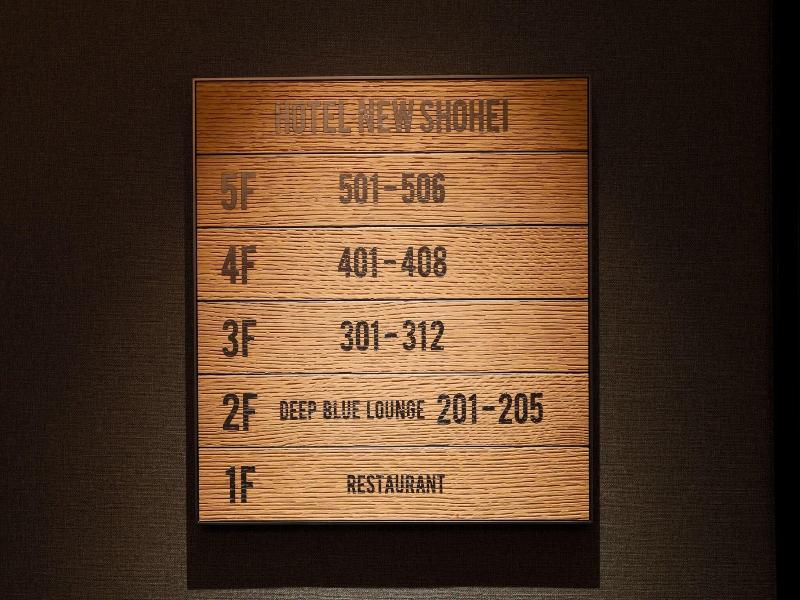 HOTEL NEW SHOHEI
5F 501-506
4F 401-408
3F 301-312
2F DEEP BLUE LOUNGE 201-205
1F RESTAURANT